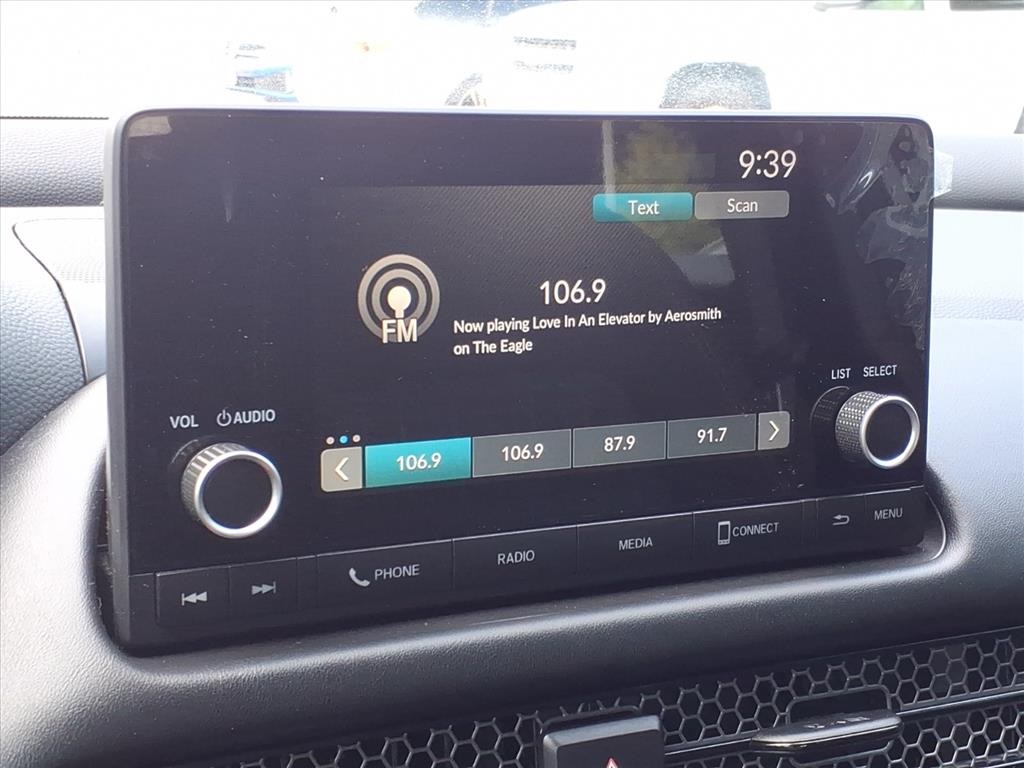 9:39
Text Scan
106.9
FM
Now playing Love In An Elevator by Aerosmith
on The Eagle
LIST SELECT
VOL AUDIO
106.9 106.9 87.9 91.7
PHONE RADIO MEDIA CONNECT MENU